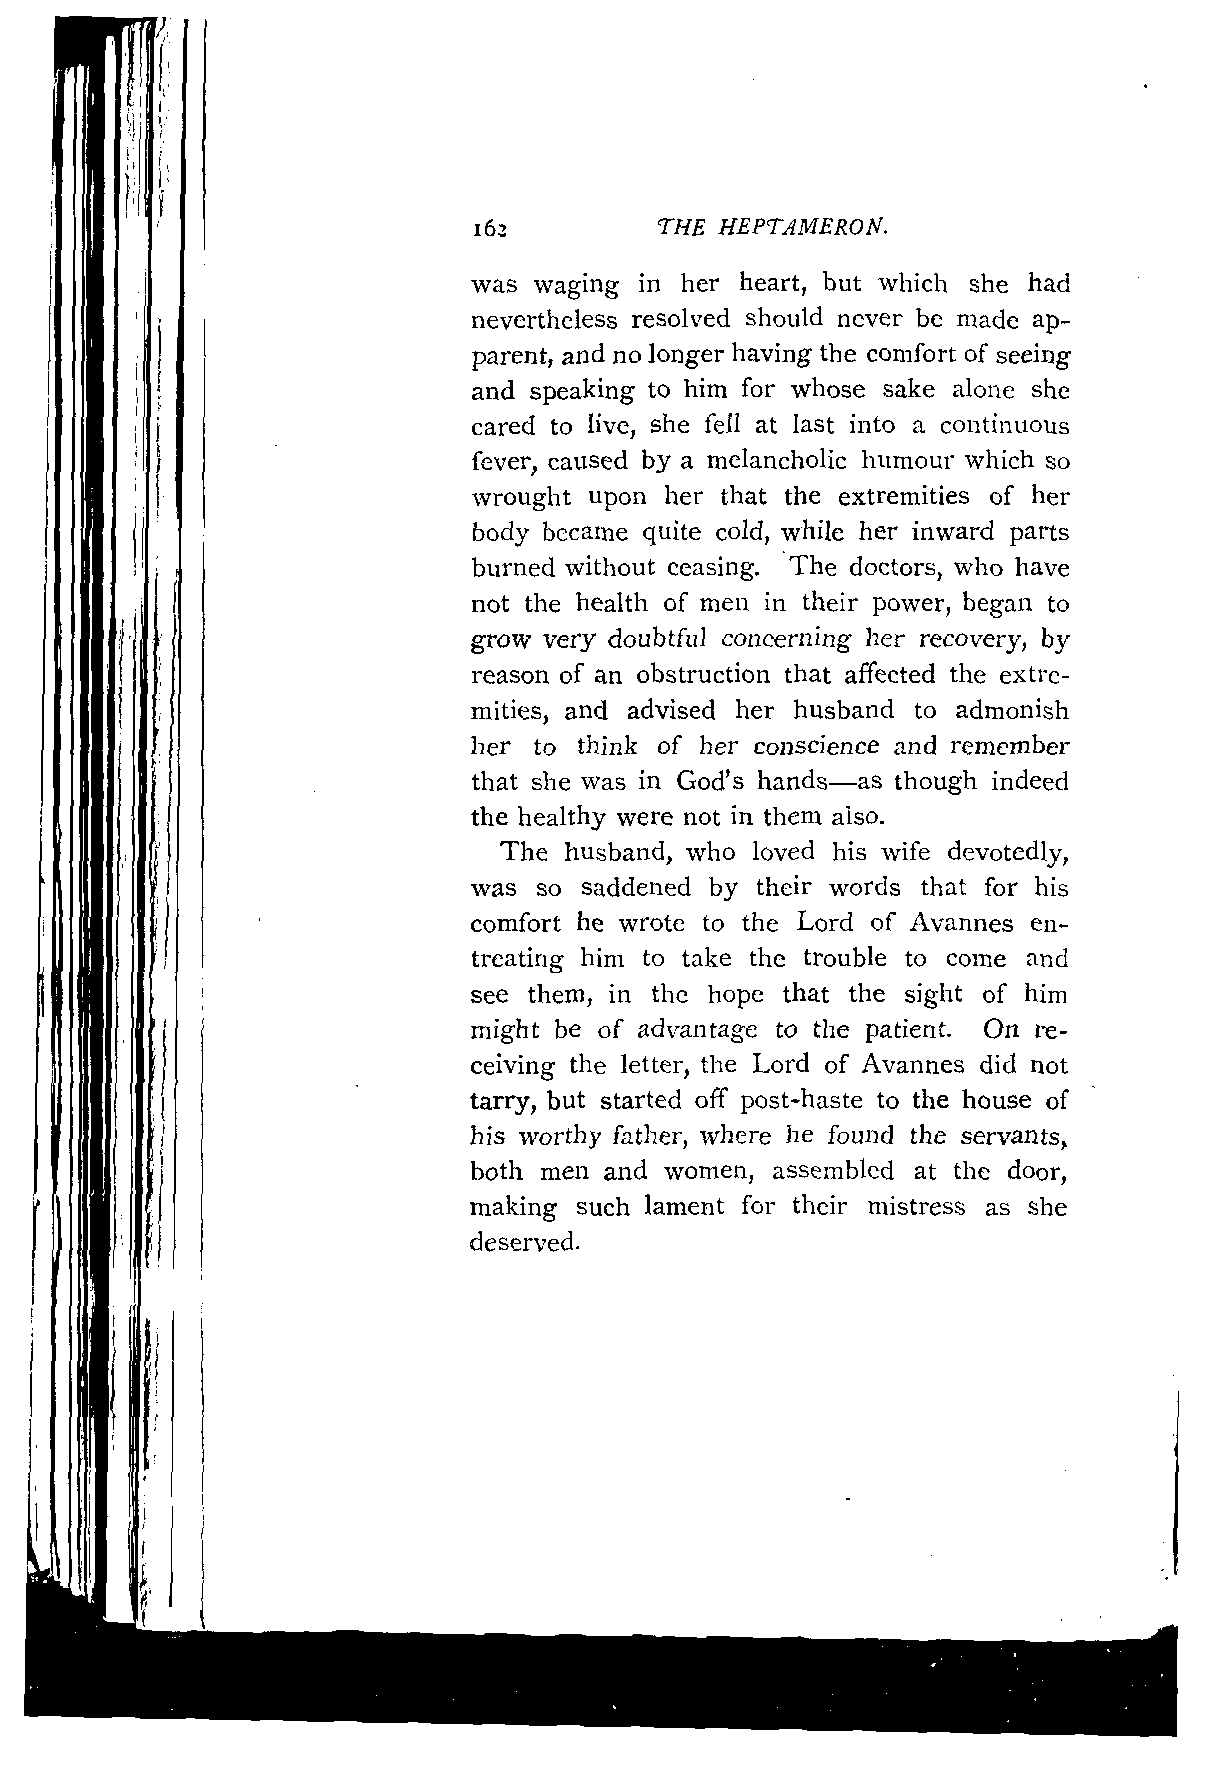 162 THE HEPTAMERON.
was waging in her heart, but which she had
nevertheless resolved should never be made ap-
parent, and no longer having the comfort of seeing
and speaking to him for whose sake alone she
cared to live, she fell at last into a continuous
fever, caused by a melancholic humour which so
wrought upon her that the extremities of her
body became quite cold, while her inward parts
burned without ceasing. The doctors, who have
not the health of men in their power, began to
grow very doubtful concerning her recovery, by
reason of an obstruction that affected the extre-
mities, and advised her husband to admonish
her to think of her conscience and remember
that she was in God's hands—as though indeed
the healthy were not in them also.
The husband, who loved his wife devotedly,
was so saddened by their words that for his
comfort he wrote to the Lord of Avannes en-
treating him to take the trouble to come and
see them, in the hope that the sight of him
might be of advantage to the patient. On re-
ceiving the letter, the Lord of Avannes did not
tarry, but started off post-haste to the house of
his worthy father, where he found the servants,
both men and women, assembled at the door,
making such lament for their mistress as she
deserved.